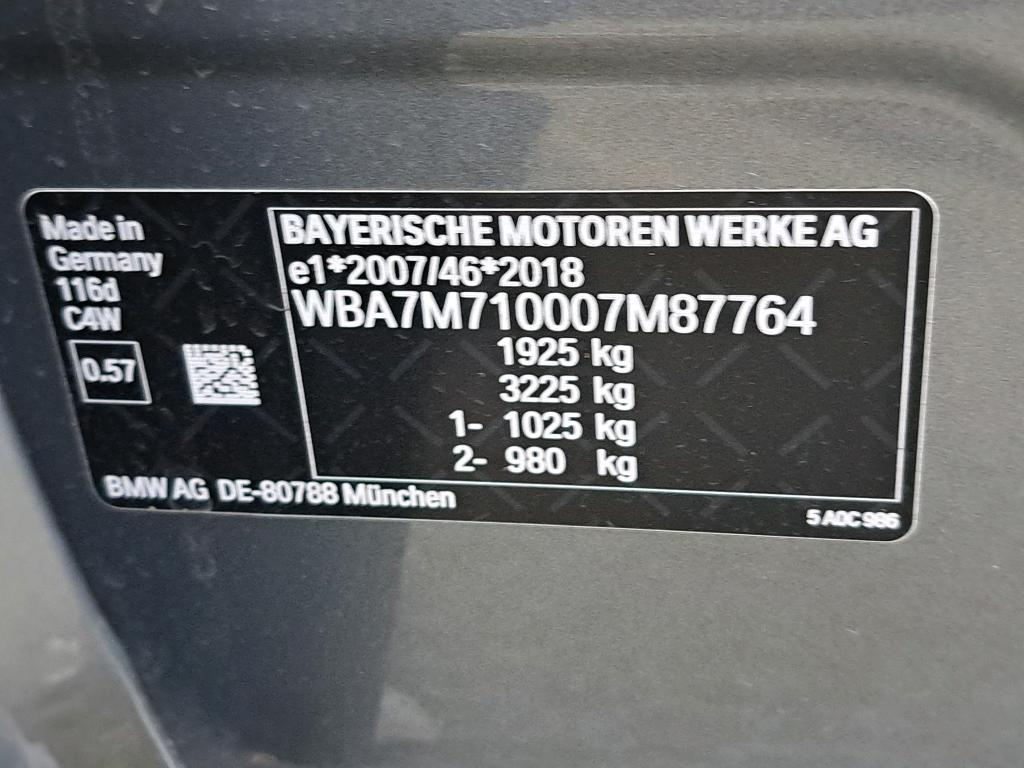 Made in
Germany
116d
C4W
0.57
BAYERISCHE MOTOREN WERKE AG
e1*2007/46*2018
WBA7M710007M87764
1925 kg
3225 kg
1- 1025 kg
2- 980 kg
BMW AG DE-80788 München
5 A0C 986